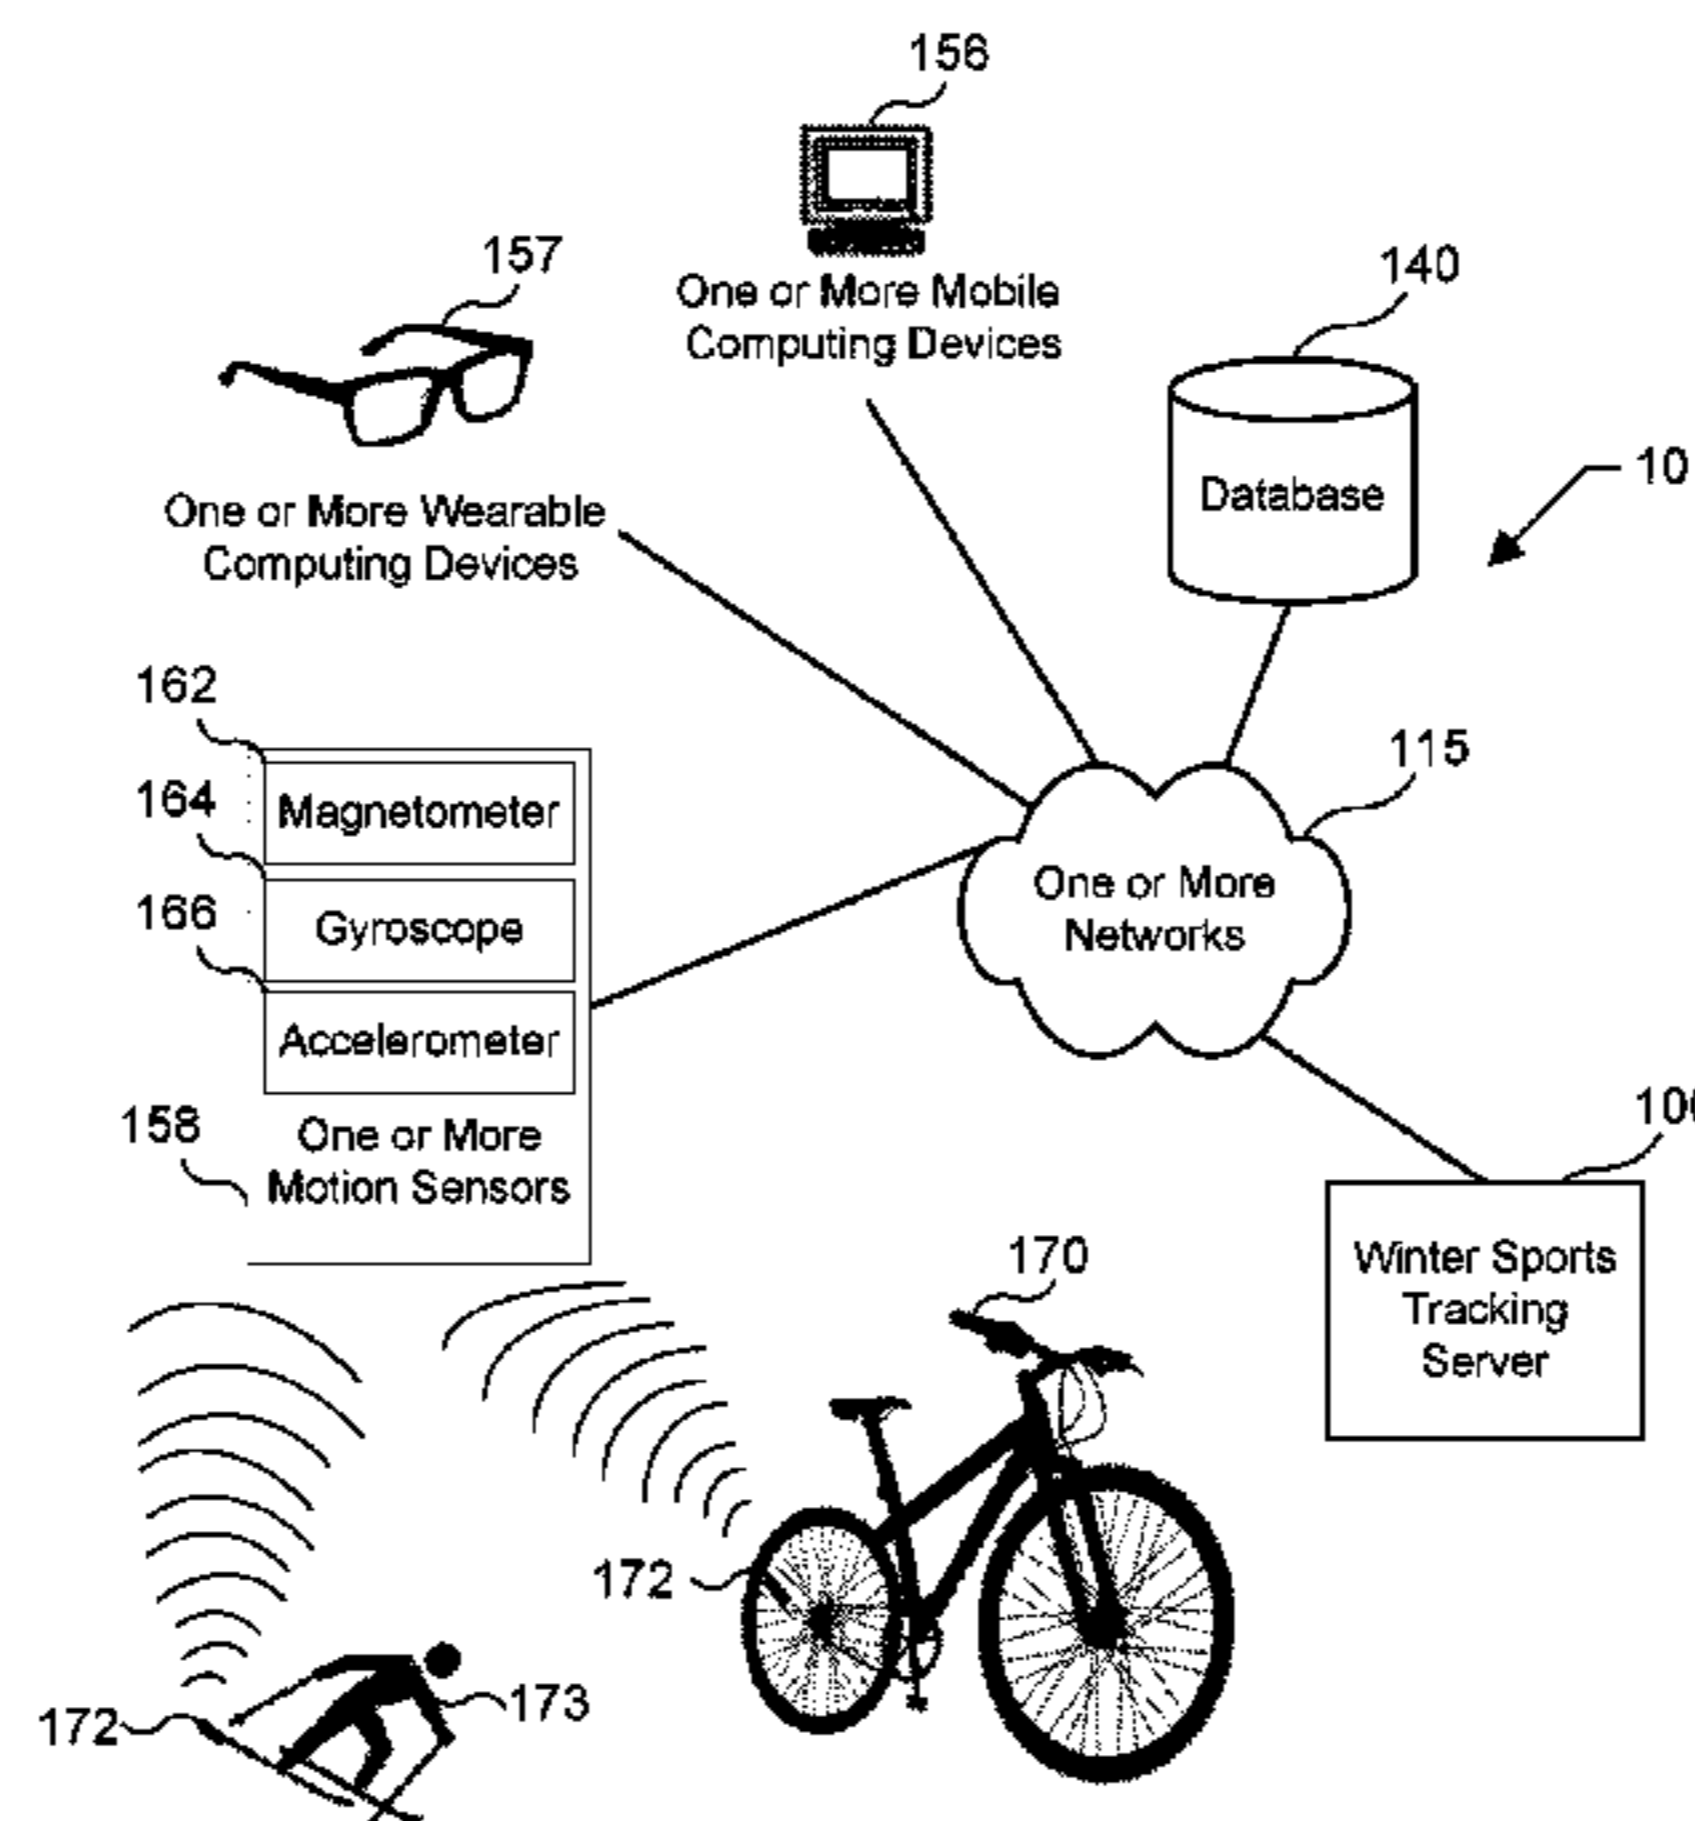 156
157
140
One or More Mobile
Computing Devices
10
Database
One or More Wearable
Computing Devices
162
115
164
Magnetometer
One or More
Networks
166
Gyroscope
Accelerometer
158
One or More
Motion Sensors
170
Winter Sports
Tracking
Server
172
172
173